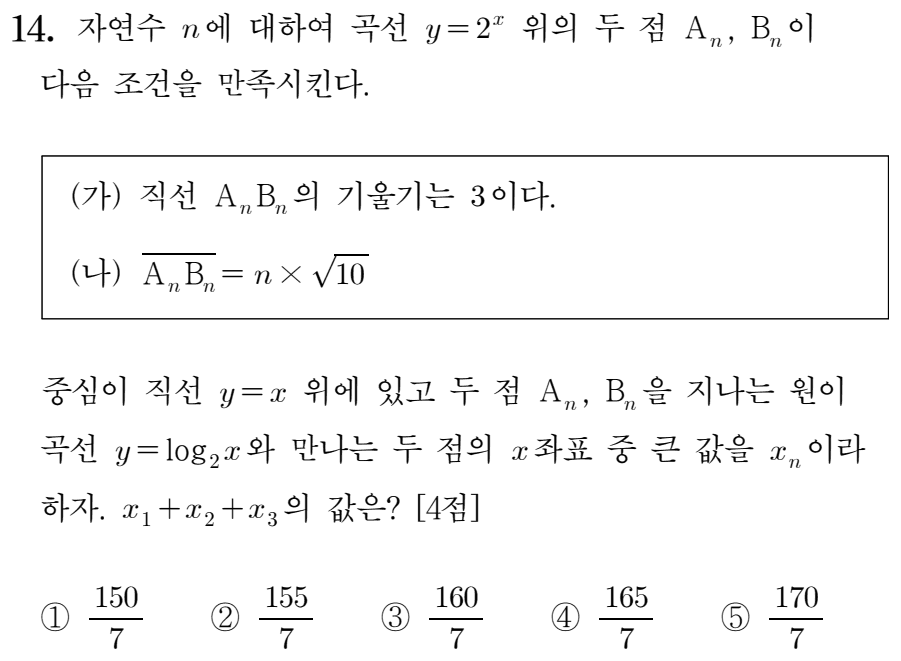 14. 자연수 n에 대하여 곡선 y=2^x 위의 두 점 A_n, B_n이
다음 조건을 만족시킨다.
(가) 직선 A_nB_n의 기울기는 3이다.
(나) \overline{A_nB_n} = n × √10
중심이 직선 y=x 위에 있고 두 점 A_n, B_n을 지나는 원이
곡선 y=log_2 x와 만나는 두 점의 x좌표 중 큰 값을 x_n이라
하자. x_1+x_2+x_3의 값은? [4점]
① 150/7 ② 155/7 ③ 160/7 ④ 165/7 ⑤ 170/7